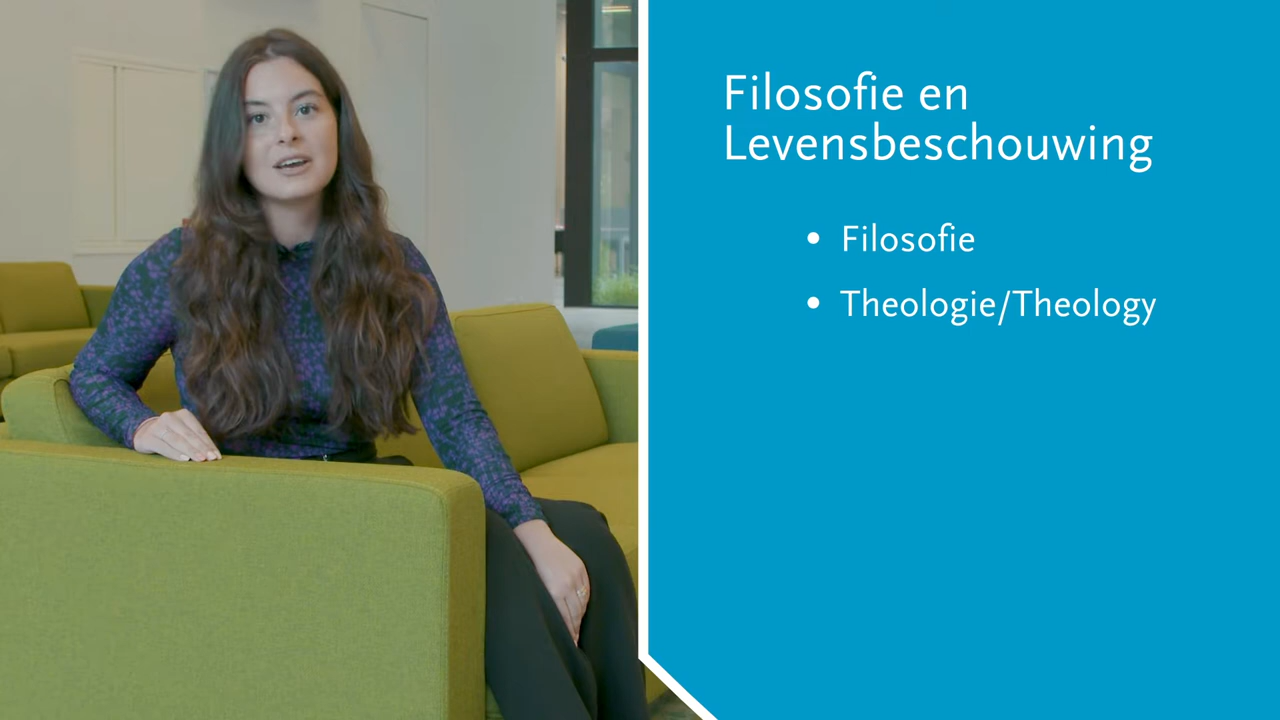 Filosofie en
Levensbeschouwing
• Filosofie
• Theologie/Theology